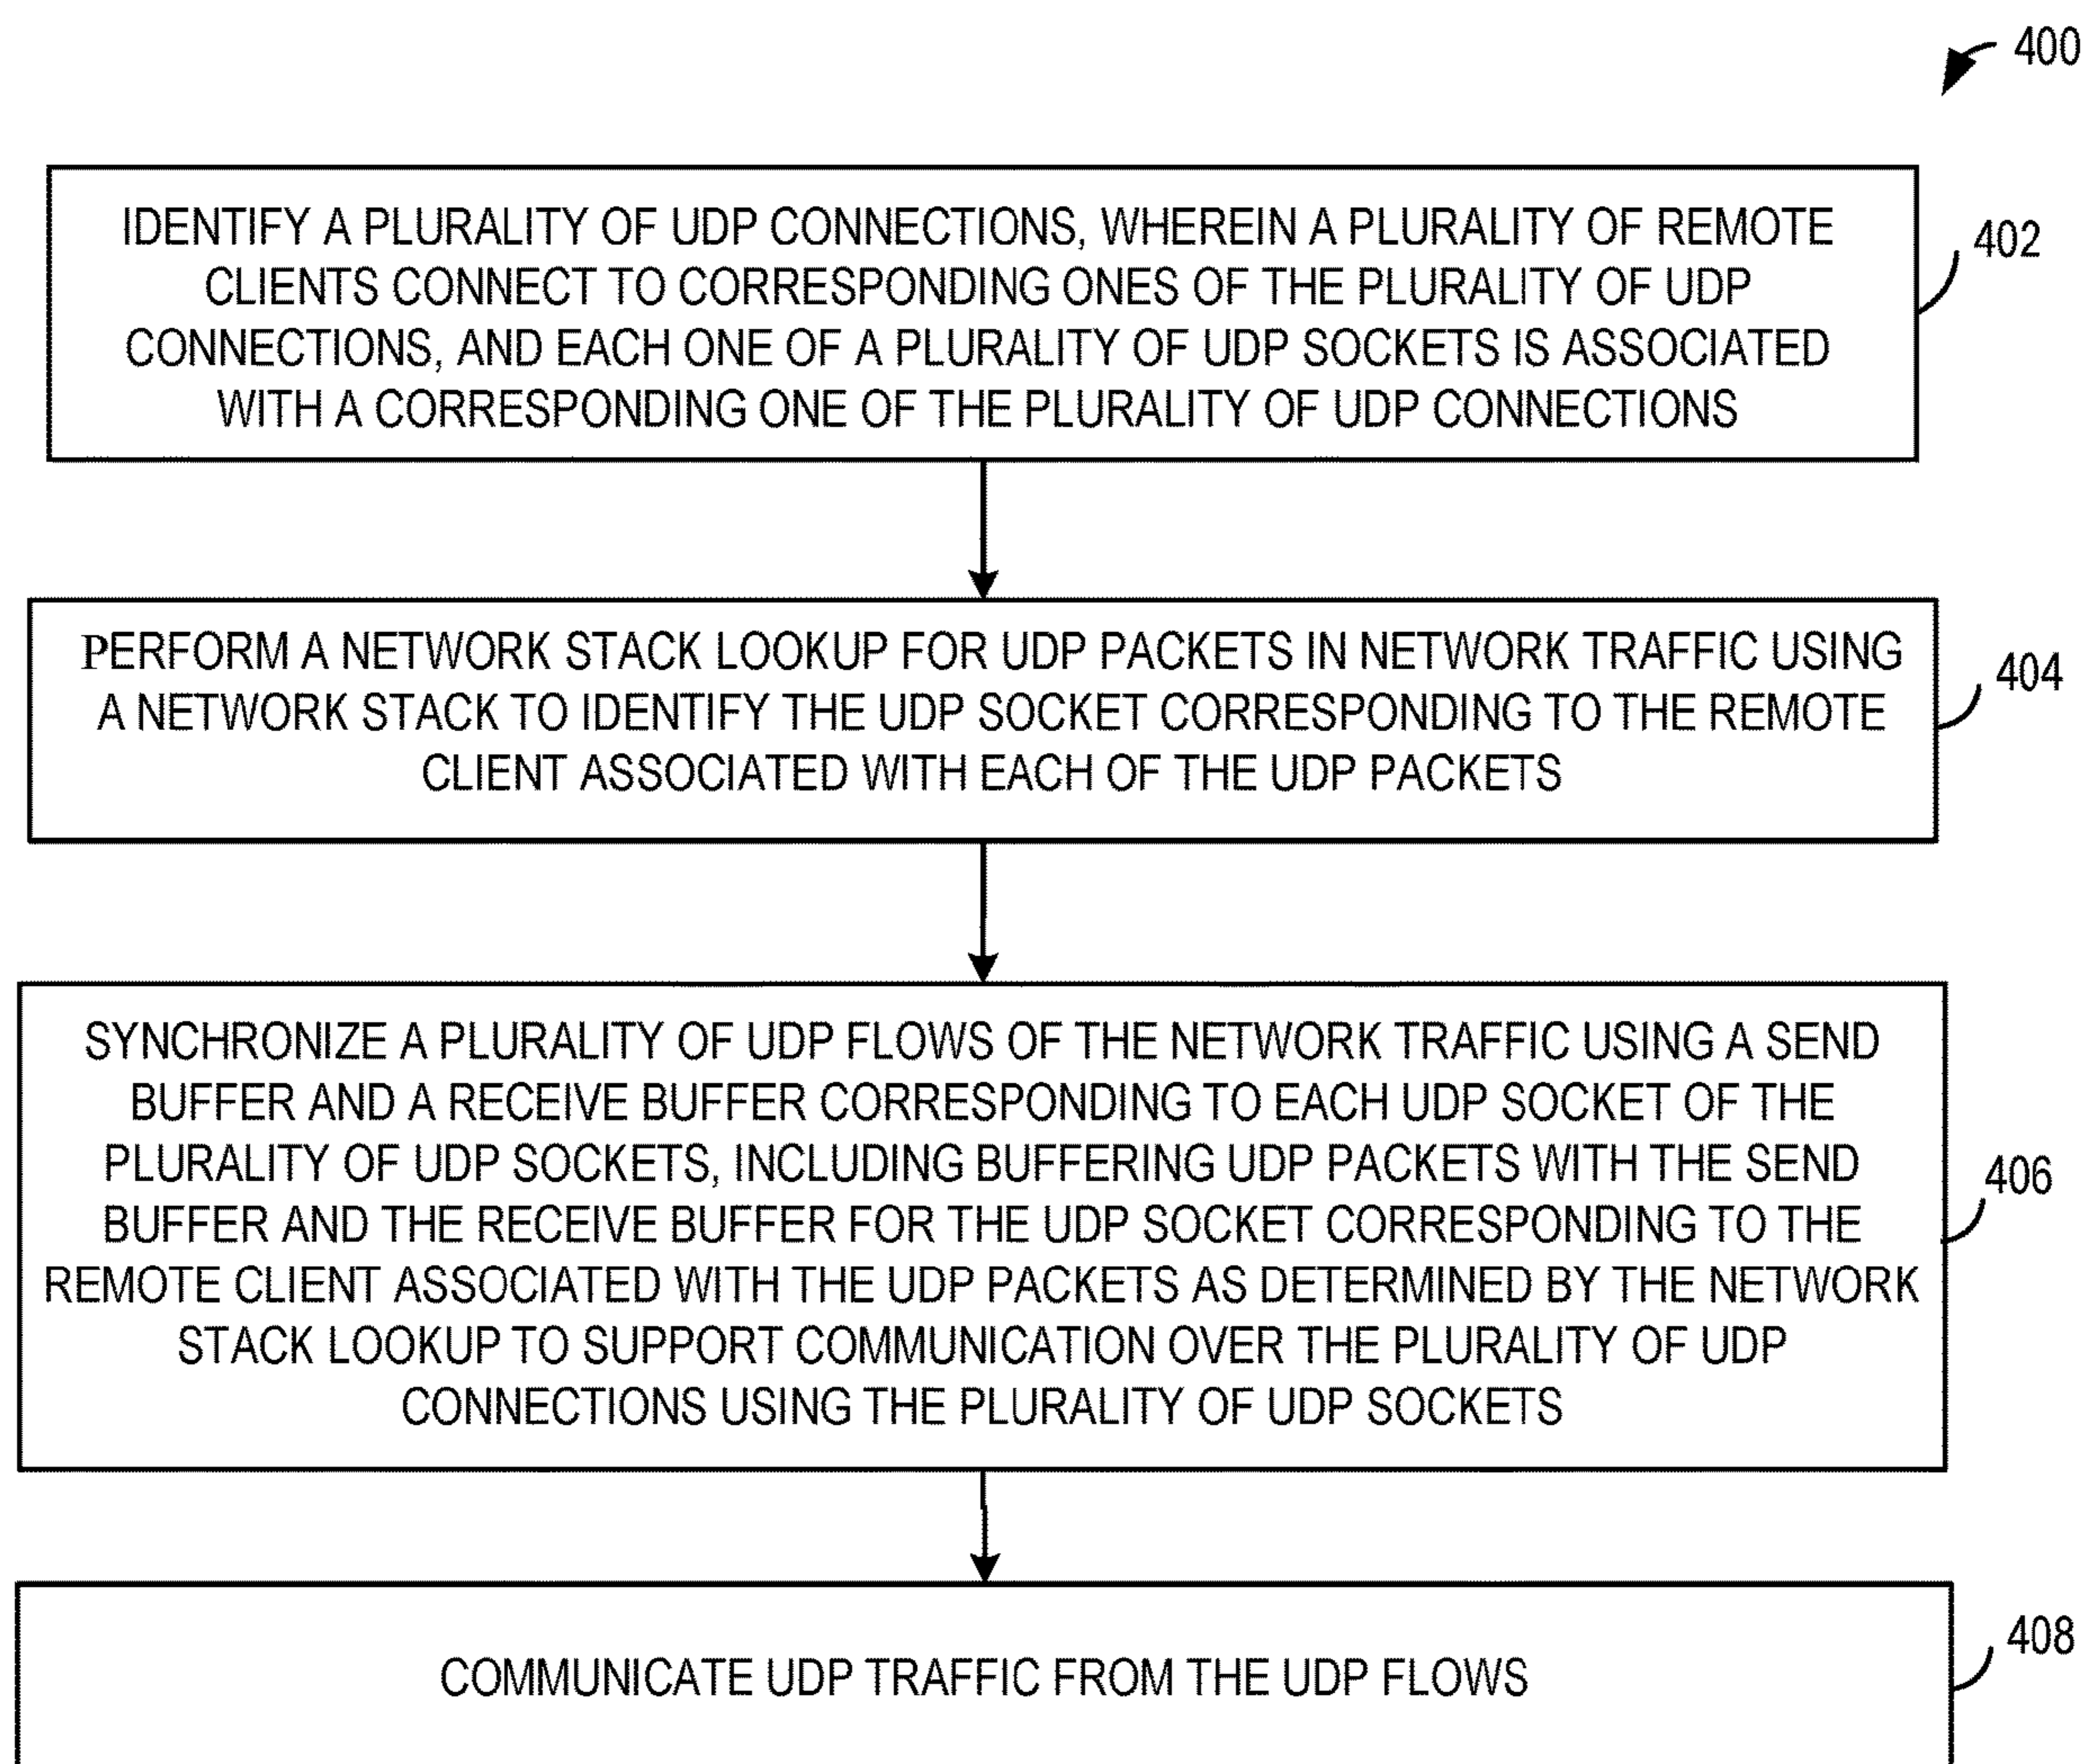 400
IDENTIFY A PLURALITY OF UDP CONNECTIONS, WHEREIN A PLURALITY OF REMOTE
CLIENTS CONNECT TO CORRESPONDING ONES OF THE PLURALITY OF UDP
CONNECTIONS, AND EACH ONE OF A PLURALITY OF UDP SOCKETS IS ASSOCIATED
WITH A CORRESPONDING ONE OF THE PLURALITY OF UDP CONNECTIONS
402
PERFORM A NETWORK STACK LOOKUP FOR UDP PACKETS IN NETWORK TRAFFIC USING
A NETWORK STACK TO IDENTIFY THE UDP SOCKET CORRESPONDING TO THE REMOTE
CLIENT ASSOCIATED WITH EACH OF THE UDP PACKETS
404
SYNCHRONIZE A PLURALITY OF UDP FLOWS OF THE NETWORK TRAFFIC USING A SEND
BUFFER AND A RECEIVE BUFFER CORRESPONDING TO EACH UDP SOCKET OF THE
PLURALITY OF UDP SOCKETS, INCLUDING BUFFERING UDP PACKETS WITH THE SEND
BUFFER AND THE RECEIVE BUFFER FOR THE UDP SOCKET CORRESPONDING TO THE
REMOTE CLIENT ASSOCIATED WITH THE UDP PACKETS AS DETERMINED BY THE NETWORK
STACK LOOKUP TO SUPPORT COMMUNICATION OVER THE PLURALITY OF UDP
CONNECTIONS USING THE PLURALITY OF UDP SOCKETS
406
COMMUNICATE UDP TRAFFIC FROM THE UDP FLOWS
408